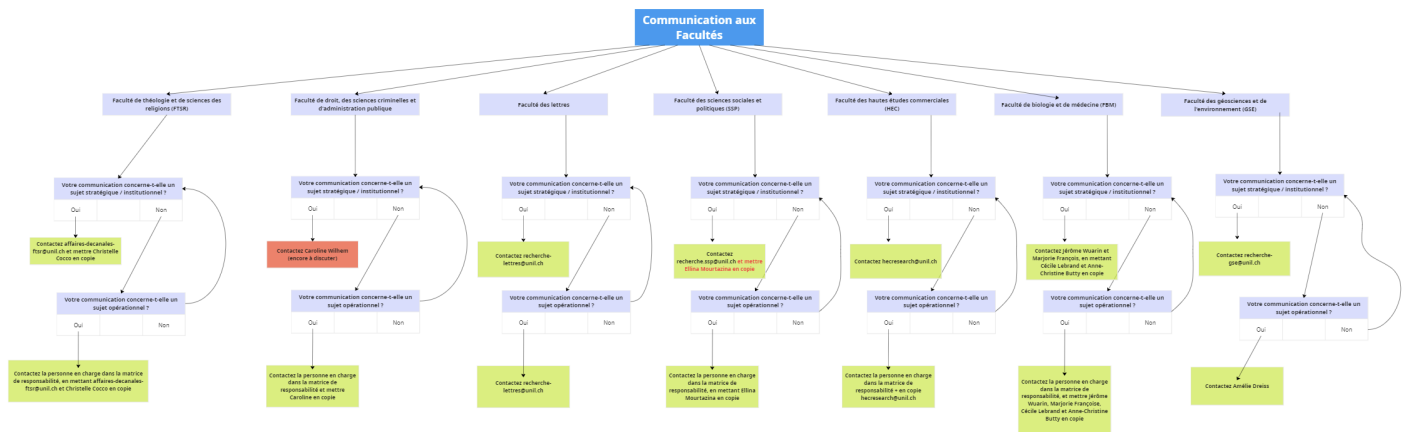 Communication aux
Facultés
Faculté de théologie et de sciences des
religions (FTSR)
Faculté de droit, des sciences criminelles et
d'administration publique
Faculté des lettres
Faculté des sciences sociales et
politiques (SSP)
Faculté des hautes études commerciales
(HEC)
Faculté de biologie et de médecine (FBM)
Faculté des géosciences et de
l'environnement (GSE)
Votre communication concerne-t-elle un
sujet stratégique / institutionnel ?
Oui
Non
Contactez affaires-decanales-
ftsr@unil.ch et mettre Christelle
Cocco en copie
Votre communication concerne-t-elle un
sujet opérationnel ?
Oui
Non
Contactez la personne en charge dans la matrice
de responsabilité, en mettant affaires-decanales-
ftsr@unil.ch et Christelle Cocco en copie
Votre communication concerne-t-elle un
sujet stratégique / institutionnel ?
Oui
Non
Contactez Caroline Wilhem
(encore à discuter)
Votre communication concerne-t-elle un
sujet opérationnel ?
Oui
Non
Contactez la personne en charge
dans la matrice de
responsabilité et mettre
Caroline en copie
Votre communication concerne-t-elle un
sujet stratégique / institutionnel ?
Oui
Non
Contactez recherche-
lettres@unil.ch
Votre communication concerne-t-elle un
sujet opérationnel ?
Oui
Non
Contactez recherche-
lettres@unil.ch
Votre communication concerne-t-elle un
sujet stratégique / institutionnel ?
Oui
Non
Contactez
recherche.ssp@unil.ch et mettre
Ellina Mourtazina en copie
Votre communication concerne-t-elle un
sujet opérationnel ?
Oui
Non
Contactez la personne en charge
dans la matrice de
responsabilité, en mettant Ellina
Mourtazina en copie
Votre communication concerne-t-elle un
sujet stratégique / institutionnel ?
Oui
Non
Contactez hecresearch@unil.ch
Votre communication concerne-t-elle un
sujet opérationnel ?
Oui
Non
Contactez la personne en charge
dans la matrice de
responsabilité + en copie
hecresearch@unil.ch
Votre communication concerne-t-elle un
sujet stratégique / institutionnel ?
Oui
Non
Contactez Jérôme Wuarin et
Marjorie François, en mettant
Cécile Lebrand et Anne-
Christine Butty en copie
Votre communication concerne-t-elle un
sujet opérationnel ?
Oui
Non
Contactez la personne en charge
dans la matrice de
responsabilité, et mettre Jérôme
Wuarin, Marjorie Françoise,
Cécile Lebrand et Anne-Christine
Butty en copie
Votre communication concerne-t-elle un
sujet stratégique / institutionnel ?
Oui
Non
Contactez recherche-
gse@unil.ch
Votre communication concerne-t-elle un
sujet opérationnel ?
Oui
Non
Contactez Amélie Dreiss